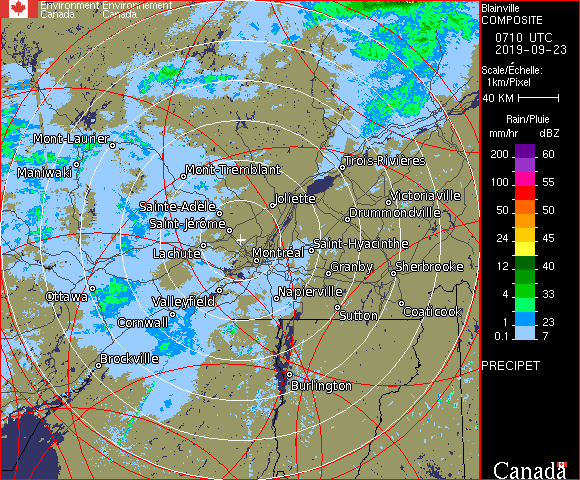 Environment Environnement
Canada Canada
Blainville
COMPOSITE
0710 UTC
2019-09-23
Scale/Échelle:
1km/Pixel
40 KM
Rain/Pluie
mm/hr dBZ
200 60
150 57
100 55
50 50
24 45
12 40
4 33
1 23
0.1 7
PRECIPET
Mont-Laurier
Maniwaki
Mont-Tremblant
Trois-Rivières
Sainte-Adèle
Joliette
Victoriaville
Drummondville
Saint-Jérôme
Lachute
Montréal
Saint-Hyacinthe
Granby
Sherbrooke
Ottawa
Valleyfield
Napierville
Cornwall
Sutton
Coaticook
Brockville
Burlington
Canada